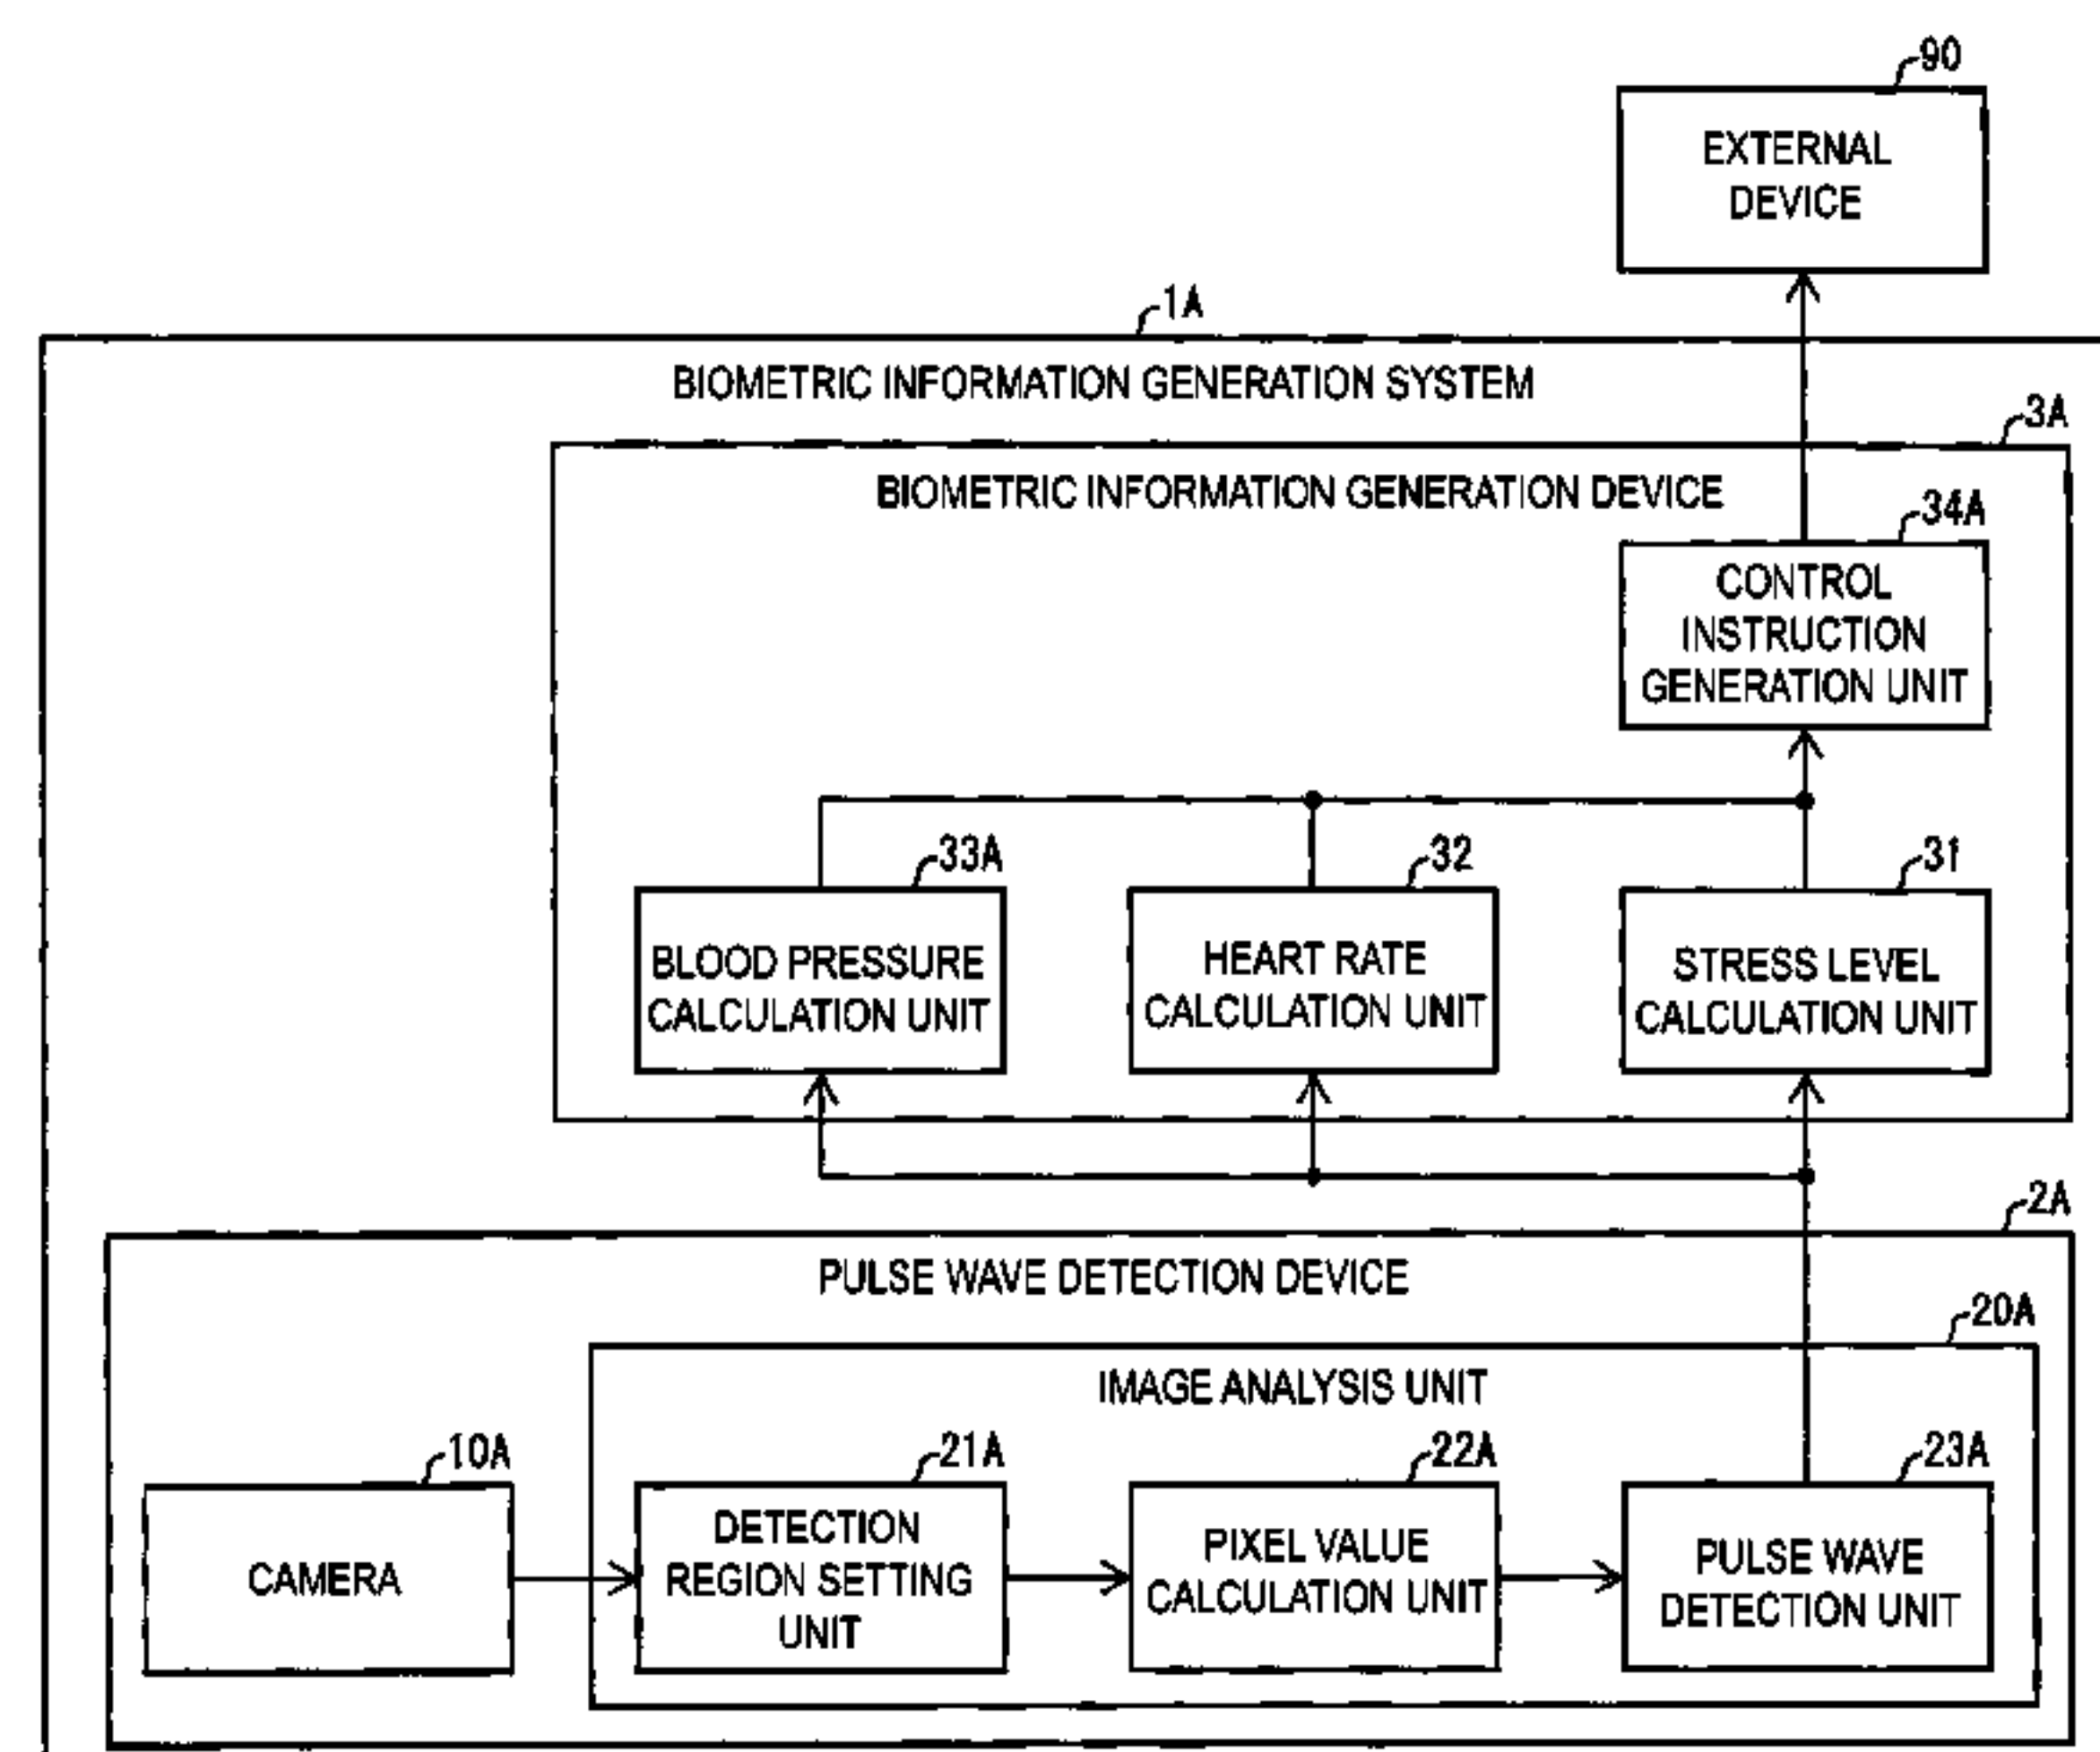 90
EXTERNAL
DEVICE
1A
BIOMETRIC INFORMATION GENERATION SYSTEM
3A
BIOMETRIC INFORMATION GENERATION DEVICE
34A
CONTROL
INSTRUCTION
GENERATION UNIT
33A
32
31
BLOOD PRESSURE
CALCULATION UNIT
HEART RATE
CALCULATION UNIT
STRESS LEVEL
CALCULATION UNIT
2A
PULSE WAVE DETECTION DEVICE
20A
IMAGE ANALYSIS UNIT
10A
21A
22A
23A
CAMERA
DETECTION
REGION SETTING
UNIT
PIXEL VALUE
CALCULATION UNIT
PULSE WAVE
DETECTION UNIT